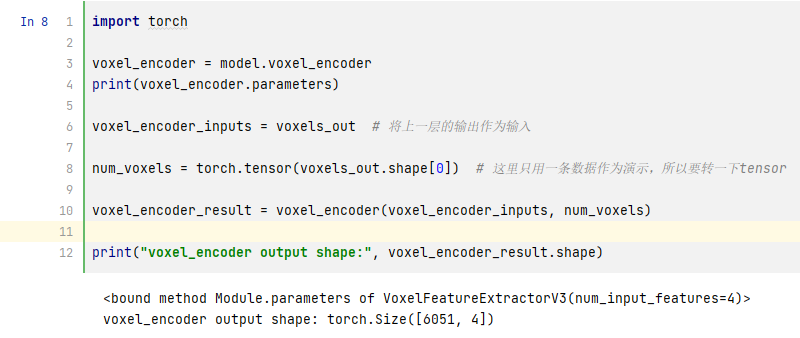 In 8 1 import torch
2
3 voxel_encoder = model.voxel_encoder
4 print(voxel_encoder.parameters)
5
6 voxel_encoder_inputs = voxels_out  # 将上一层的输出作为输入
7
8 num_voxels = torch.tensor(voxels_out.shape[0])  # 这里只用一条数据作为演示，所以要转一下tensor
9
10 voxel_encoder_result = voxel_encoder(voxel_encoder_inputs, num_voxels)
11
12 print("voxel_encoder output shape:", voxel_encoder_result.shape)
<bound method Module.parameters of VoxelFeatureExtractorV3(num_input_features=4)>
voxel_encoder output shape: torch.Size([6051, 4])